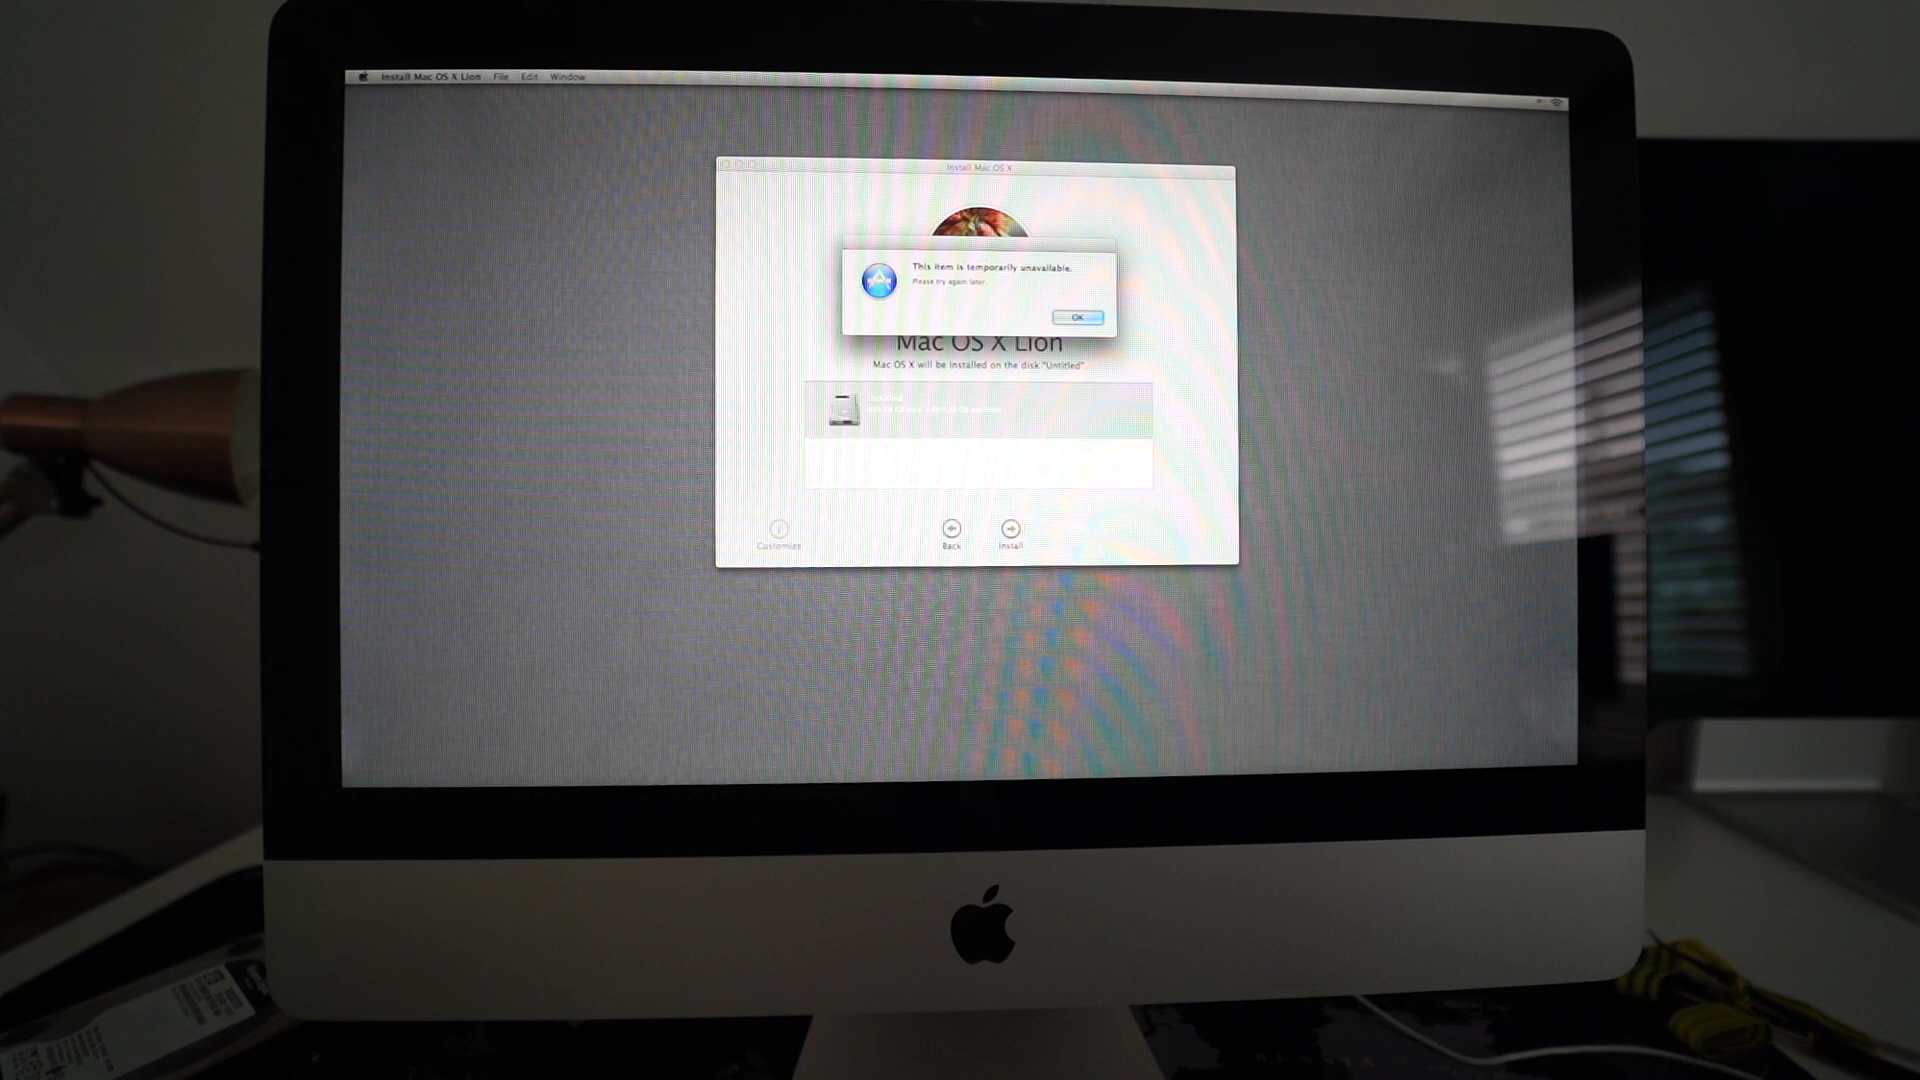 Install Mac OS X Lion File Edit Window
Install Mac OS X
This item is temporarily unavailable.
Please try again later.
OK
Mac OS X Lion
Mac OS X will be installed on the disk "Untitled".
Untitled
Customize
Back
Install